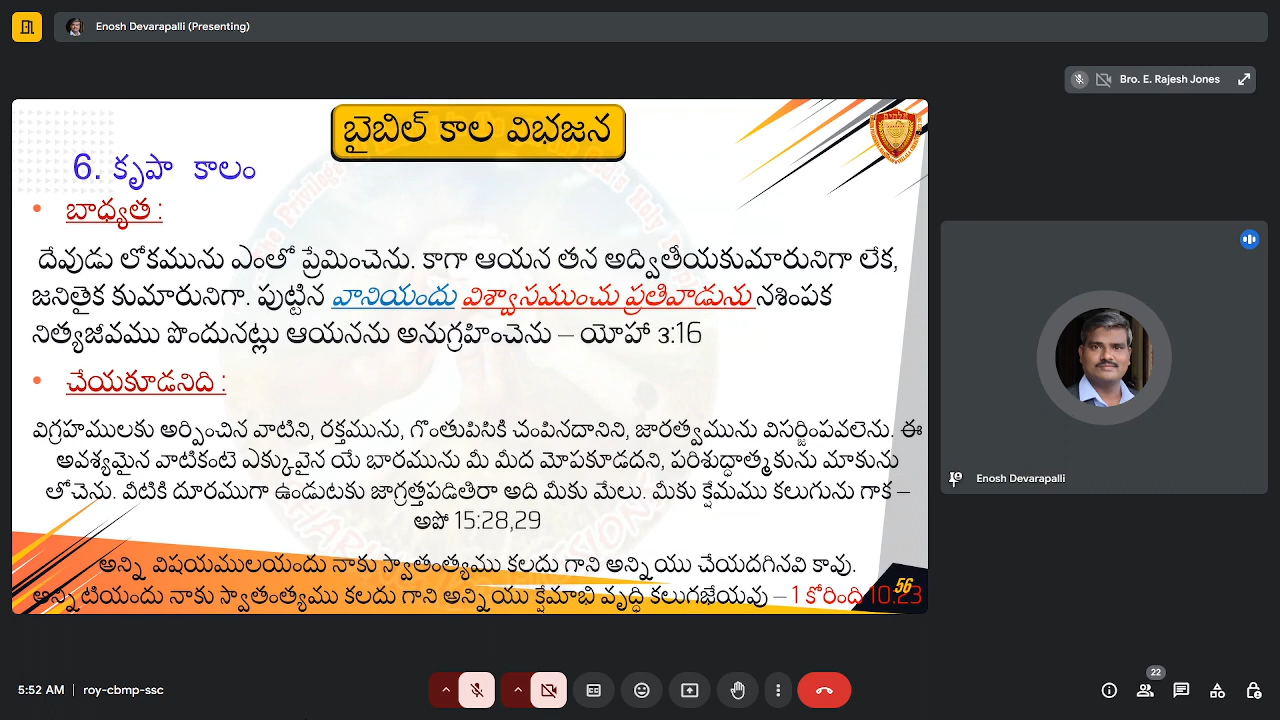 Enosh Devarapalli (Presenting)
Bro. E. Rajesh Jones
బైబిల్ కాల విభజన
6. కృపా కాలం
• బాధ్యత :
దేవుడు లోకమును ఎంతో ప్రేమించెను. కాగా ఆయన తన అద్వితీయకుమారునిగా లేక,
జనితైక కుమారునిగా. పుట్టిన వానియందు విశ్వాసముంచు ప్రతివాడును నశింపక
నిత్యజీవము పొందునట్లు ఆయనను అనుగ్రహించెను – యోహా 3:16
• చేయకూడనిది :
విగ్రహములకు అర్పించిన వాటిని, రక్తమును, గొంతుపిసికి చంపినదానిని, జారత్వమును విసర్జింపవలెను. ఈ
అవశ్యమైన వాటికంటె ఎక్కువైన యే భారమును మీ మీద మోపకూడదని, పరిశుద్ధాత్మకును మాకును
తోచెను. వీటికి దూరముగా ఉండుటకు జాగ్రత్తపడితిరా అది మీకు మేలు. మీకు క్షేమము కలుగును గాక –
అపో 15:28,29
అన్ని విషయములయందు నాకు స్వాతంత్యము కలదు గాని అన్నియు చేయదగినవి కావు.
అన్నిటియందు నాకు స్వాతంత్యము కలదు గాని అన్నియు క్షేమాభి వృద్ధి కలుగజేయవు – 1 కోరింది 10:23
56
Enosh Devarapalli
5:52 AM | roy-cbmp-ssc
22